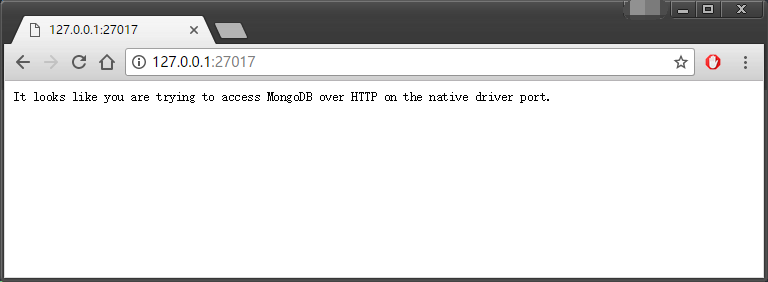 127.0.0.1:27017
127.0.0.1:27017
It looks like you are trying to access MongoDB over HTTP on the native driver port.